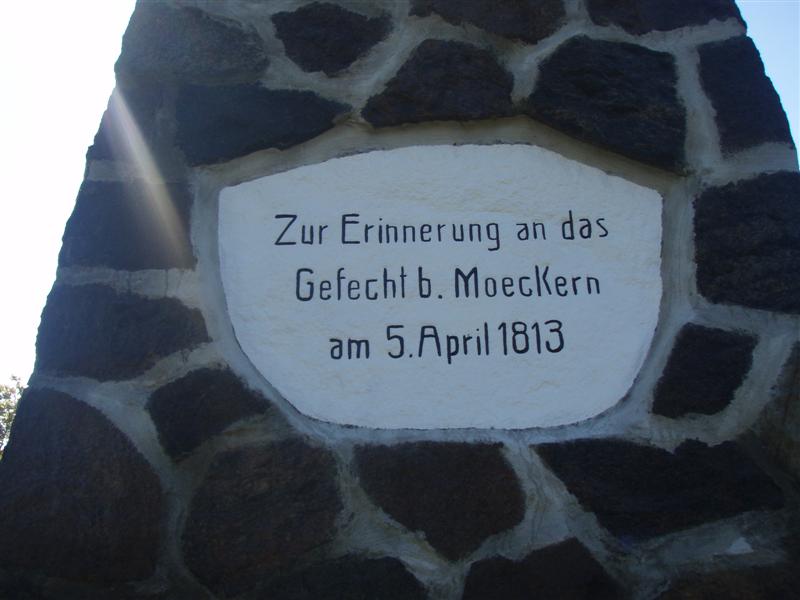 Zur Erinnerung an das
Gefecht b. Moeckern
am 5. April 1813